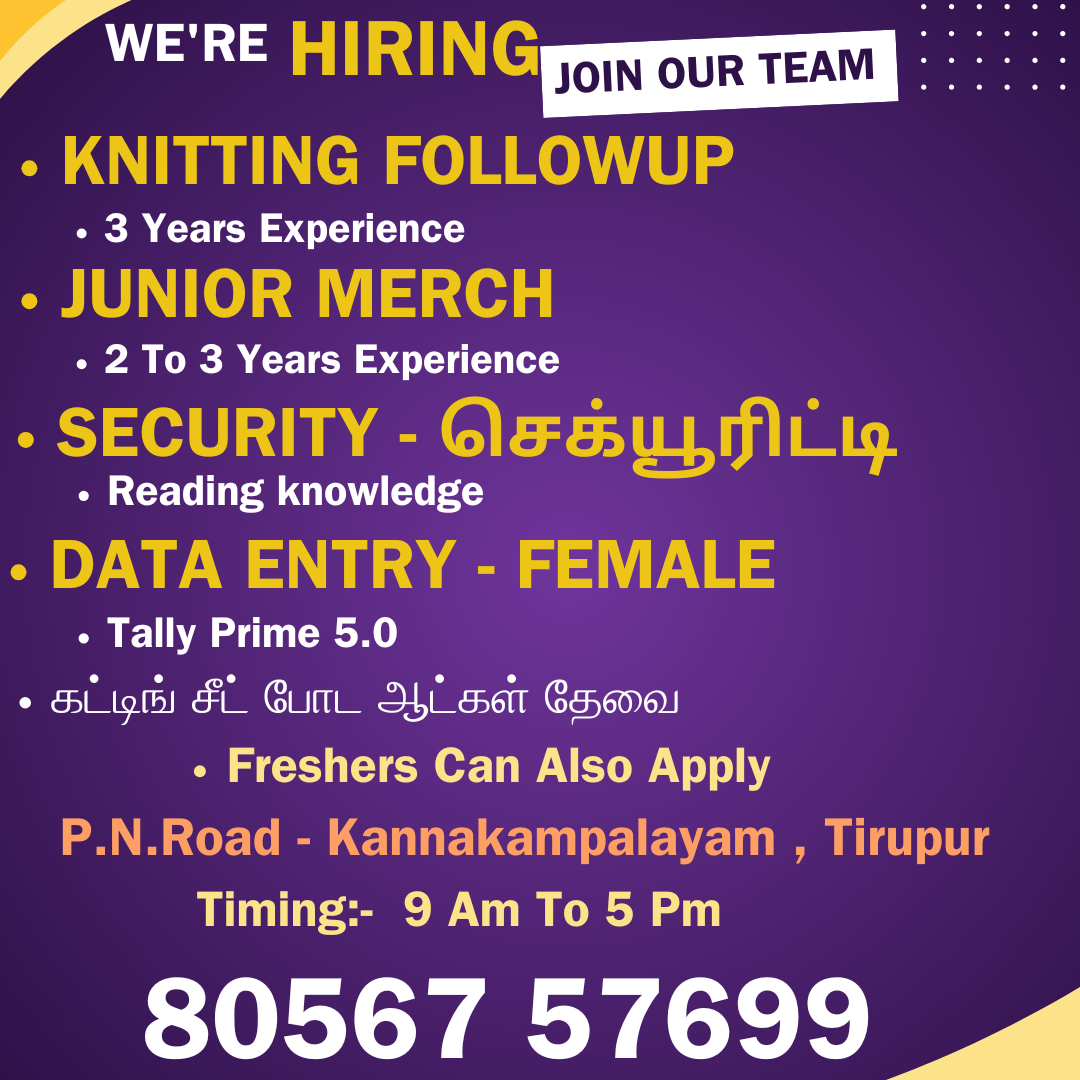 WE'RE HIRING
JOIN OUR TEAM
• KNITTING FOLLOWUP
• 3 Years Experience
• JUNIOR MERCH
• 2 To 3 Years Experience
• SECURITY - செக்யூரிட்டி
• Reading knowledge
• DATA ENTRY - FEMALE
• Tally Prime 5.0
• கட்டிங் சீட் போட ஆட்கள் தேவை
• Freshers Can Also Apply
P.N.Road - Kannakampalayam , Tirupur
Timing:- 9 Am To 5 Pm
80567 57699